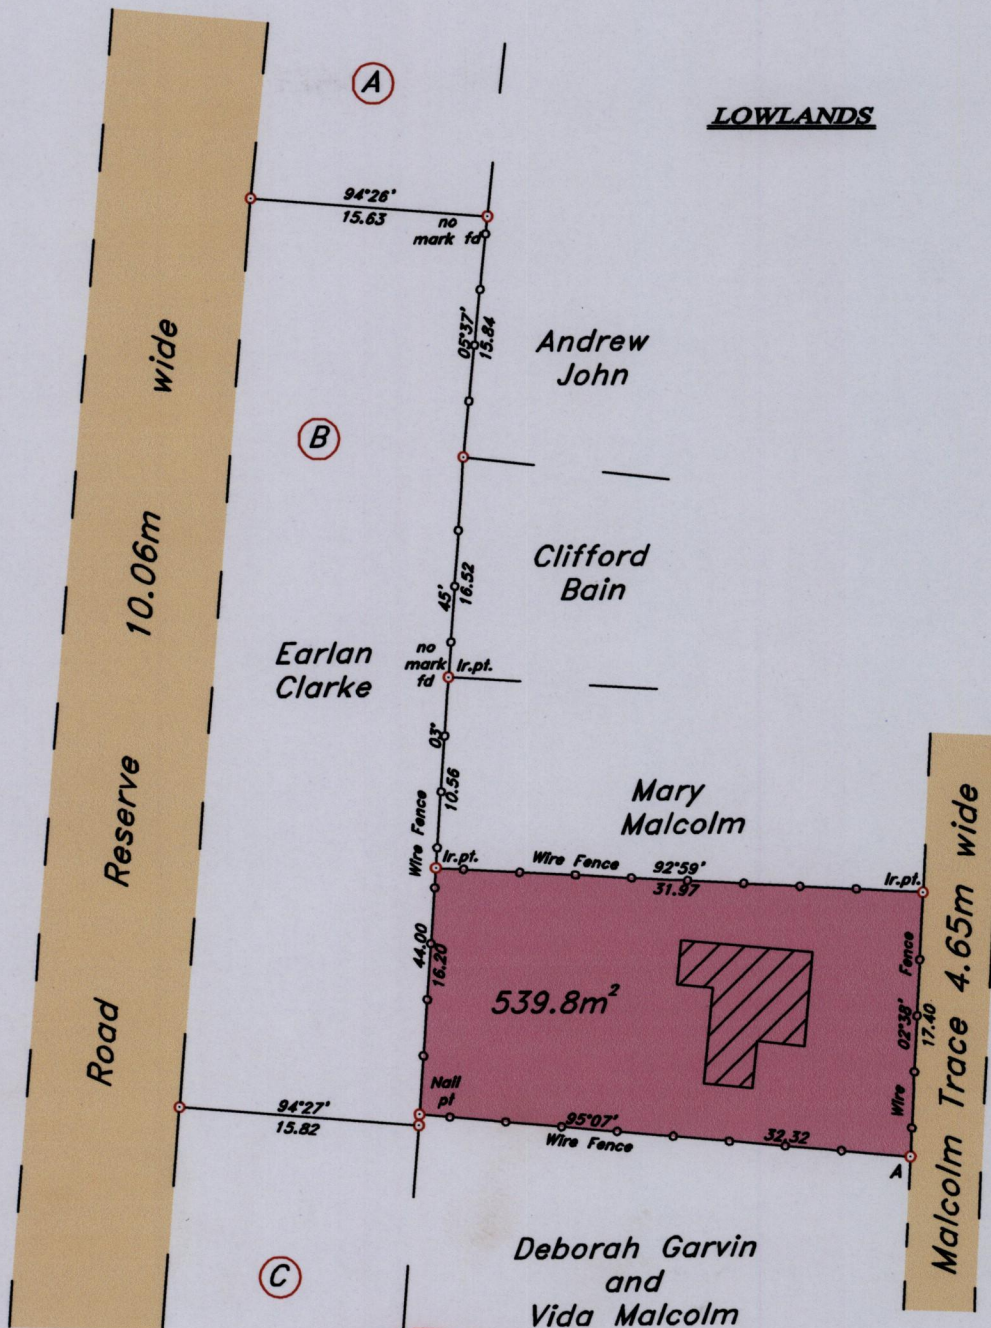 A
LOWLANDS
94°26'
15.63
no
mark fd
wide
05°37'
15.84
Andrew
John
B
10.06m
Clifford
Bain
45'
16.52
Earlan
Clarke
no
mark
fd
Ir.pt.
03°
10.56
Reserve
Mary
Malcolm
Wire Fence
Ir.pt.
Wire Fence
92°59'
31.97
Ir.pt.
Malcolm Trace 4.65m wide
44.00
16.20
539.8m²
Fence
02°38'
17.40
Wire
Road
Nail
pt
94°27'
15.82
95°07'
Wire Fence
32.32
A
Deborah Garvin
and
Vida Malcolm
C